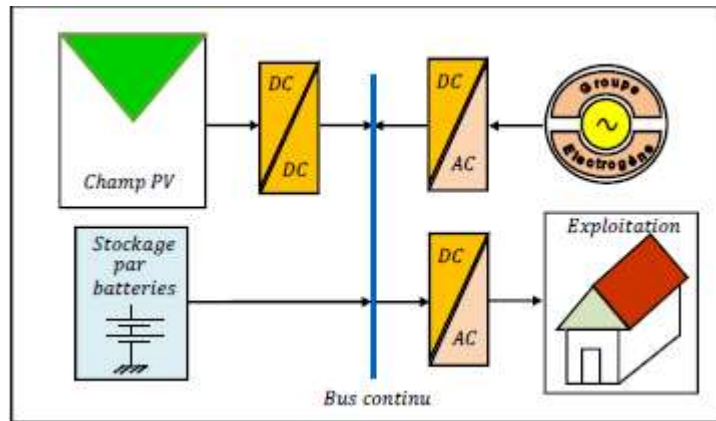 DC
DC
Champ PV
DC
AC
Groupe
Electrogène
Stockage
par
batteries
DC
AC
Exploitation
Bus continu